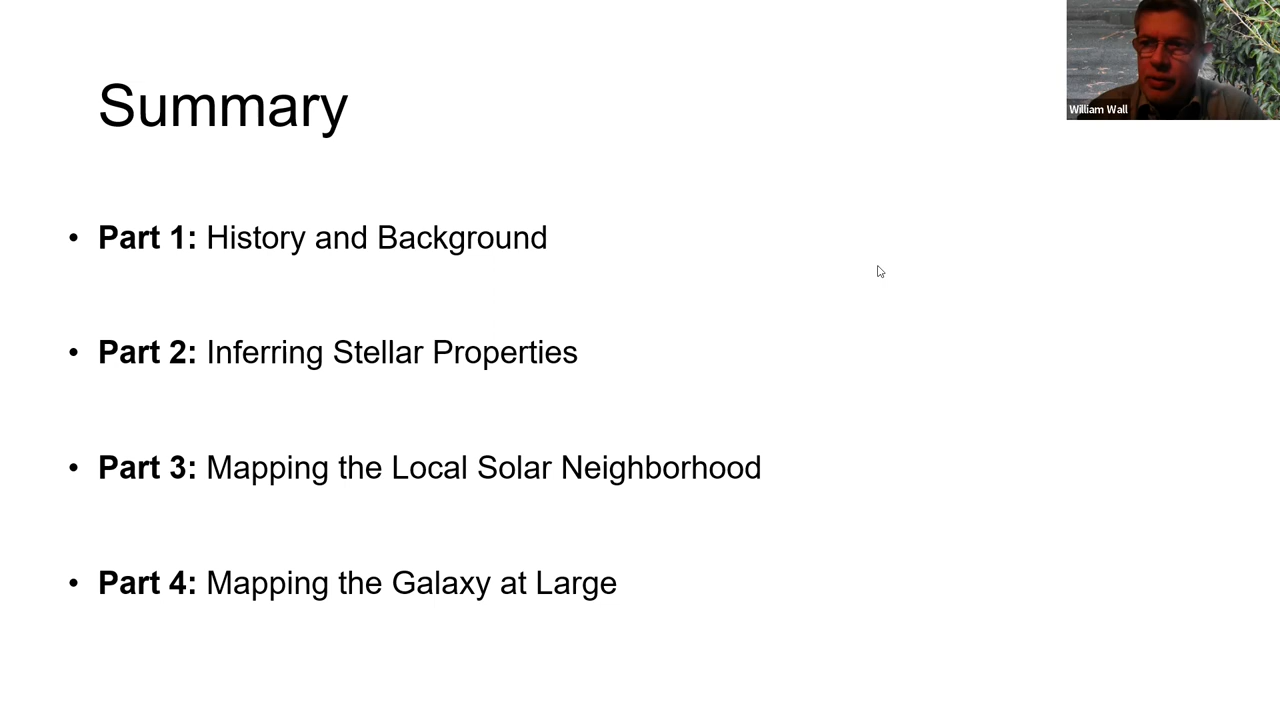 Summary
William Wall
• Part 1: History and Background
• Part 2: Inferring Stellar Properties
• Part 3: Mapping the Local Solar Neighborhood
• Part 4: Mapping the Galaxy at Large